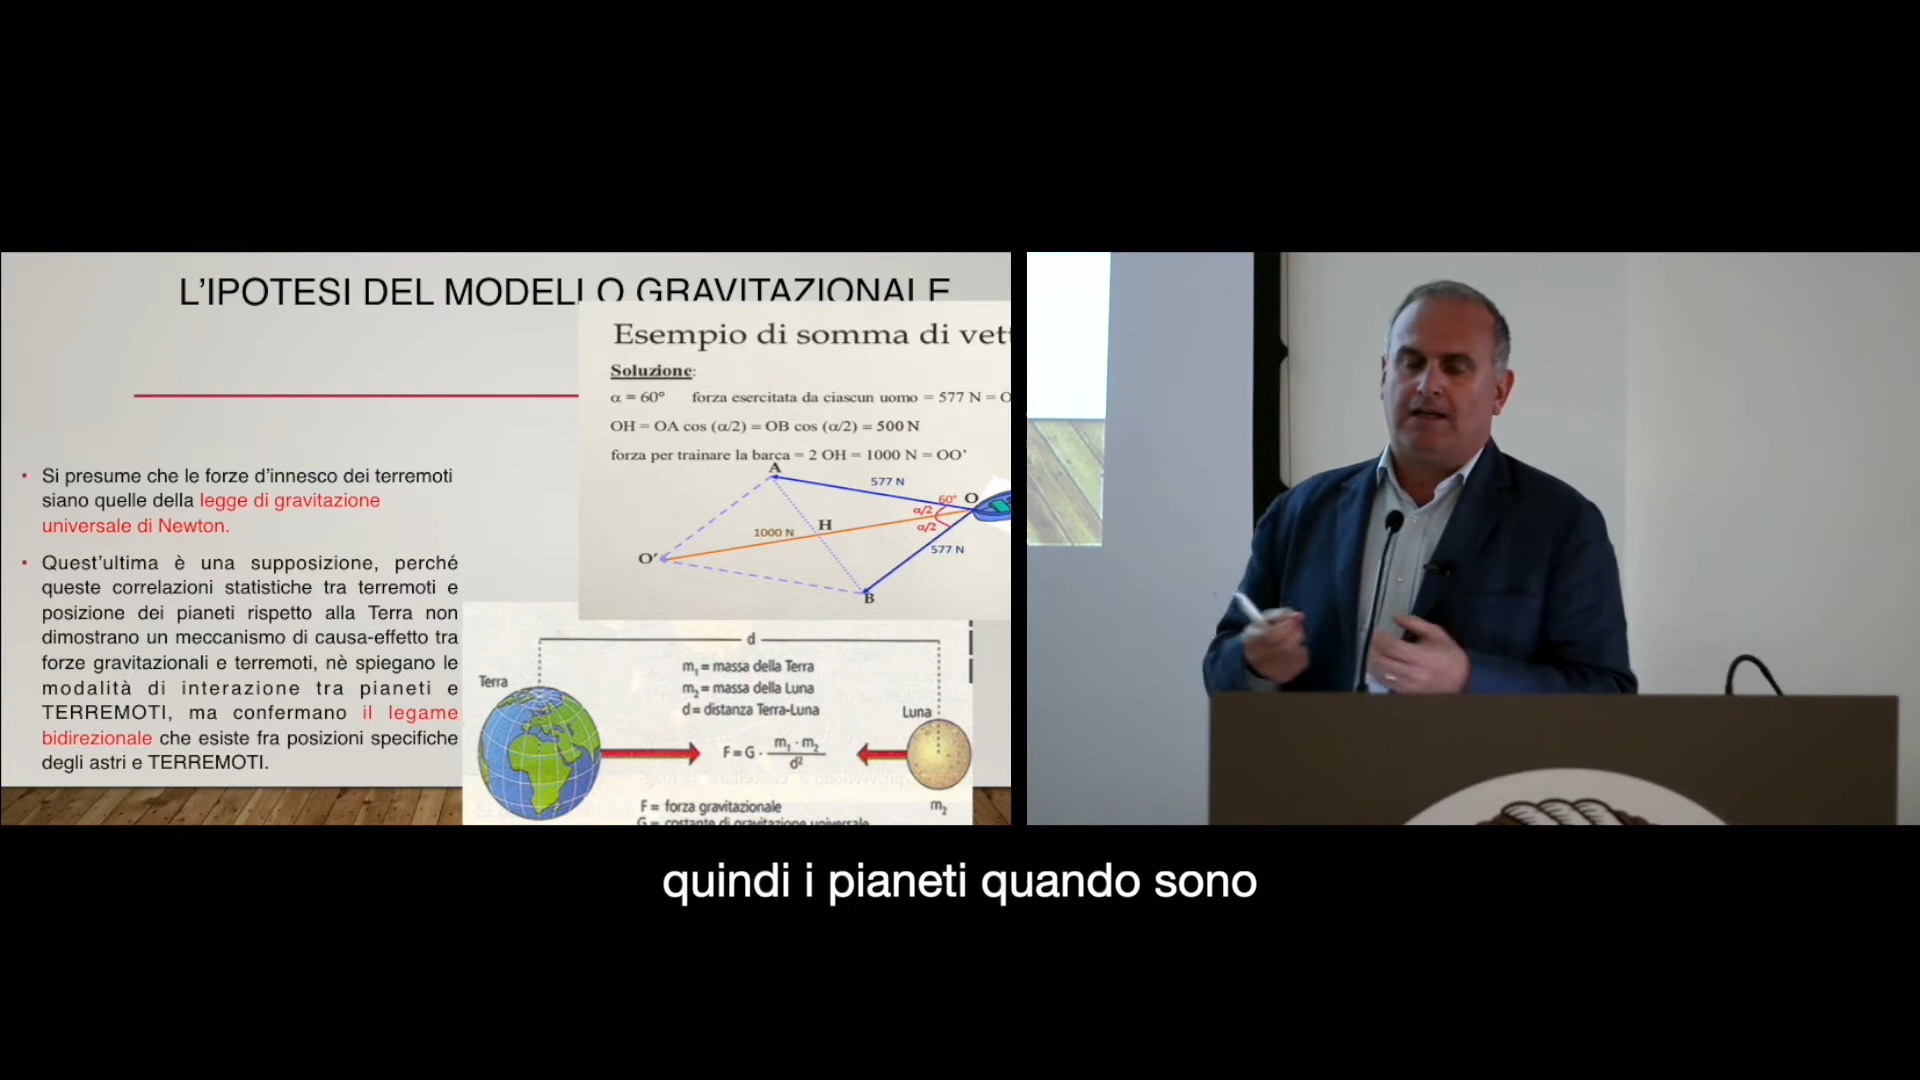 L'IPOTESI DEL MODELLO GRAVITAZIONALE
Si presume che le forze d'innesco dei terremoti
siano quelle della legge di gravitazione
universale di Newton.
Quest'ultima è una supposizione, perché
queste correlazioni statistiche tra terremoti e
posizione dei pianeti rispetto alla Terra non
dimostrano un meccanismo di causa-effetto tra
forze gravitazionali e terremoti, nè spiegano le
modalità di interazione tra pianeti e
TERREMOTI, ma confermano il legame
bidirezionale che esiste fra posizioni specifiche
degli astri e TERREMOTI.
Esempio di somma di vett
Soluzione:
α = 60° forza esercitata da ciascun uomo = 577 N = O
OH = OA cos (α/2) = OB cos (α/2) = 500 N
forza per trainare la barca = 2 OH = 1000 N = OO'
A
577 N
60°
O
α/2
α/2
H
1000 N
O'
577 N
B
d
m₁ = massa della Terra
m₂ = massa della Luna
d = distanza Terra-Luna
Terra
Luna
F = G · m₁ · m₂ / d²
m₂
F = forza gravitazionale
G = costante di gravitazione universale
quindi i pianeti quando sono